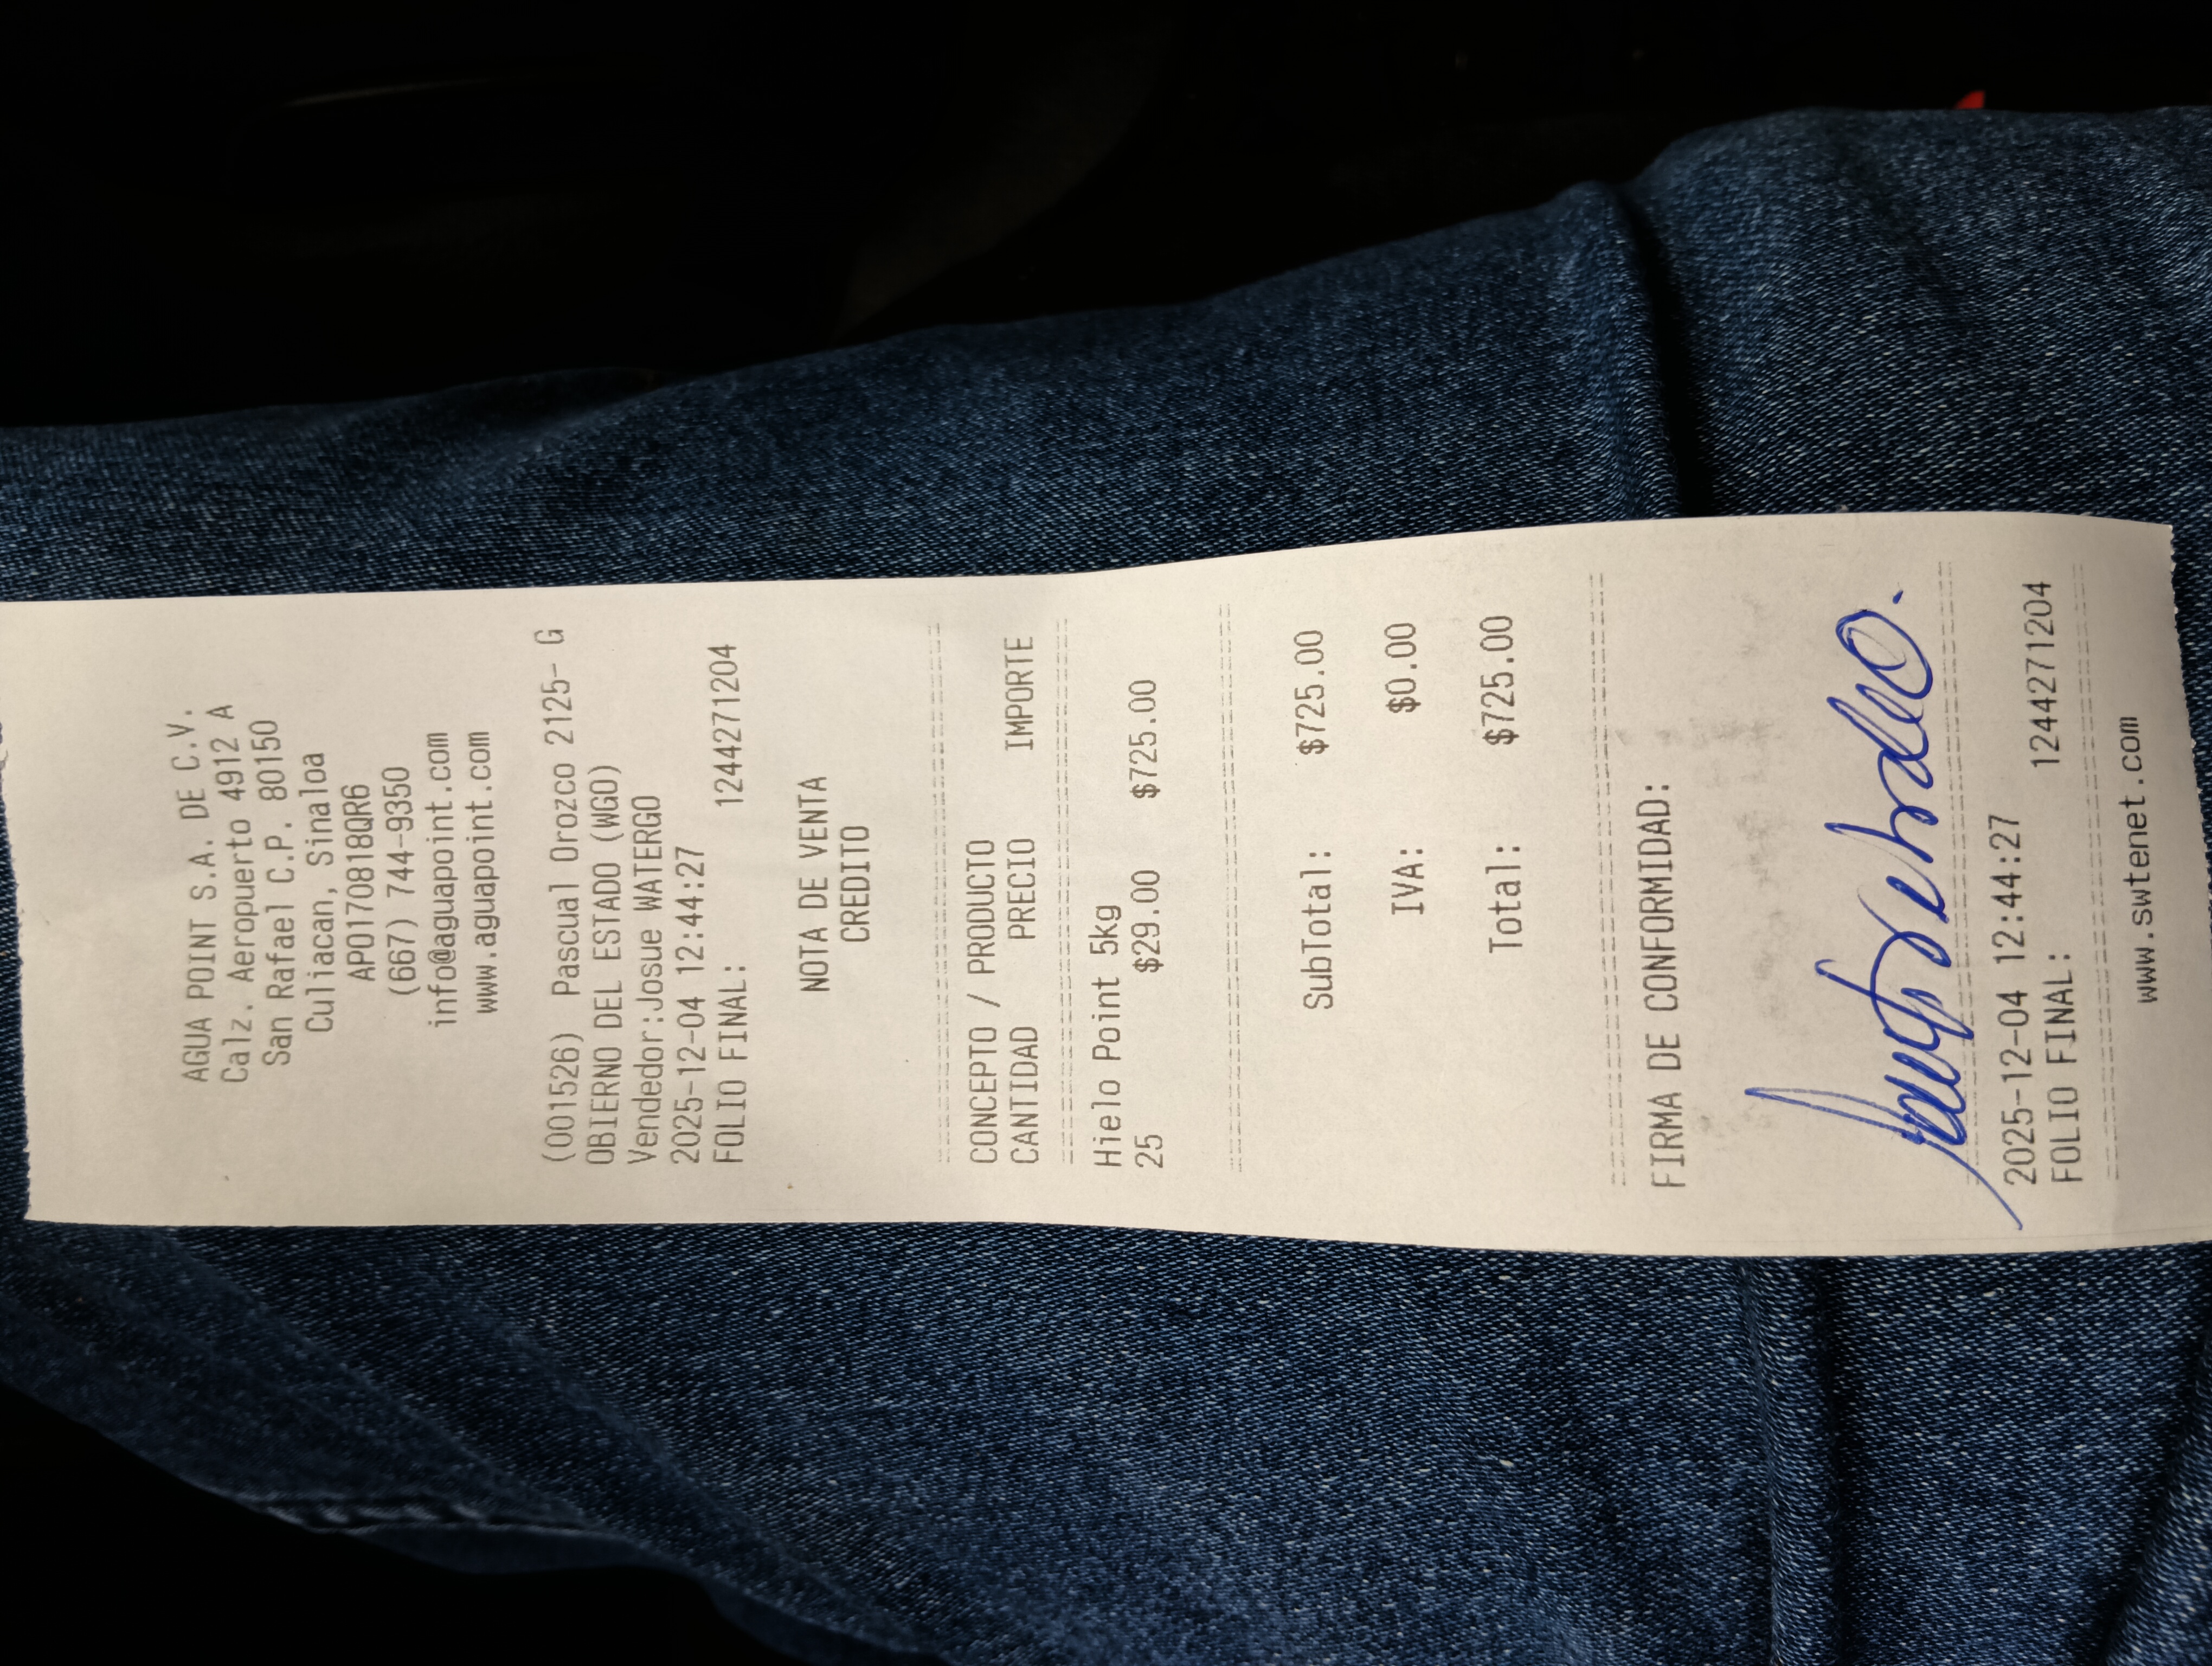 AGUA POINT S.A. DE C.V.
Calz. Aeropuerto 4912 A
San Rafael C.P. 80150
Culiacan, Sinaloa
APO170818QR6
(667) 744-9350
info@aguapoint.com
www.aguapoint.com
(001526) Pascual Orozco 2125- G
OBIERNO DEL ESTADO (WGO)
Vendedor:Josue WATERGO
2025-12-04 12:44:27
FOLIO FINAL: 1244271204
NOTA DE VENTA
CREDITO
CONCEPTO / PRODUCTO
CANTIDAD PRECIO IMPORTE
Hielo Point 5kg
25 $29.00 $725.00
SubTotal: $725.00
IVA: $0.00
Total: $725.00
FIRMA DE CONFORMIDAD:
2025-12-04 12:44:27
FOLIO FINAL: 1244271204
www.swtenet.com